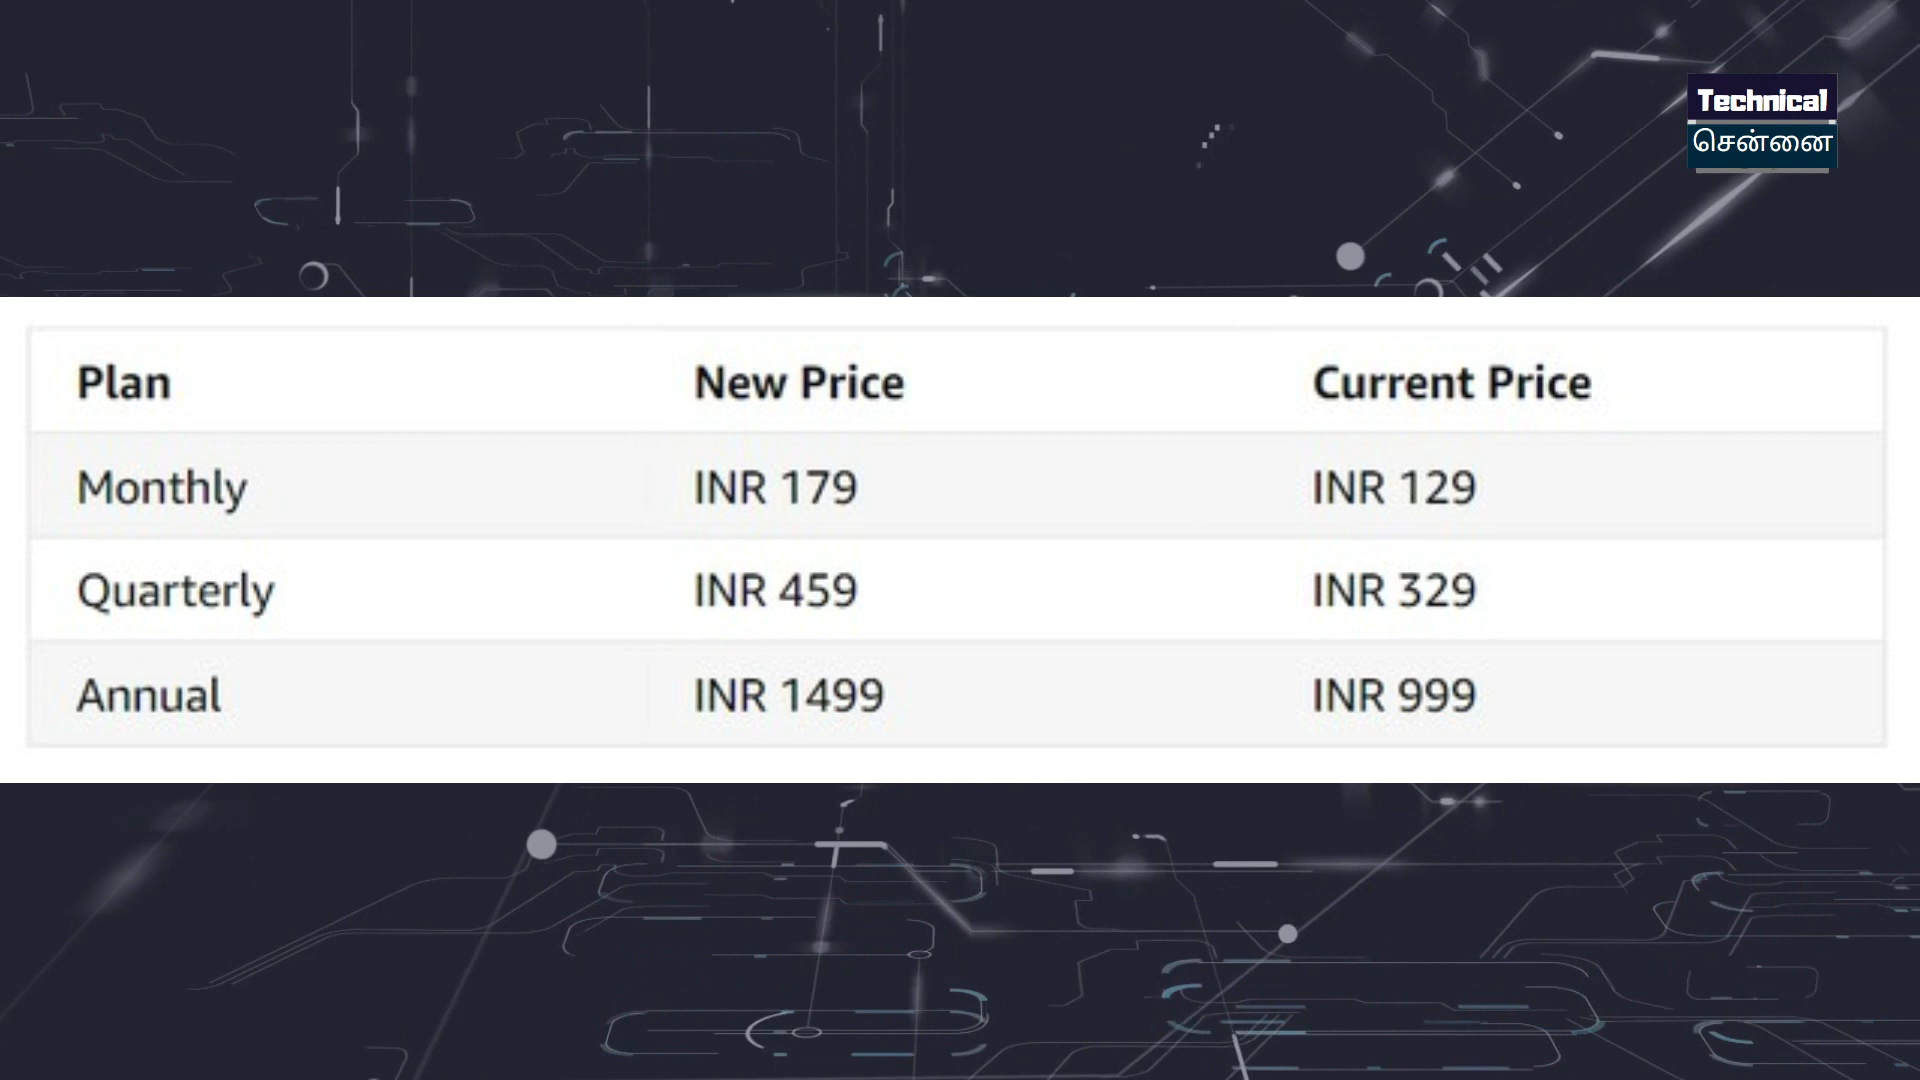 Technical
சென்னை
Plan New Price Current Price
Monthly INR 179 INR 129
Quarterly INR 459 INR 329
Annual INR 1499 INR 999